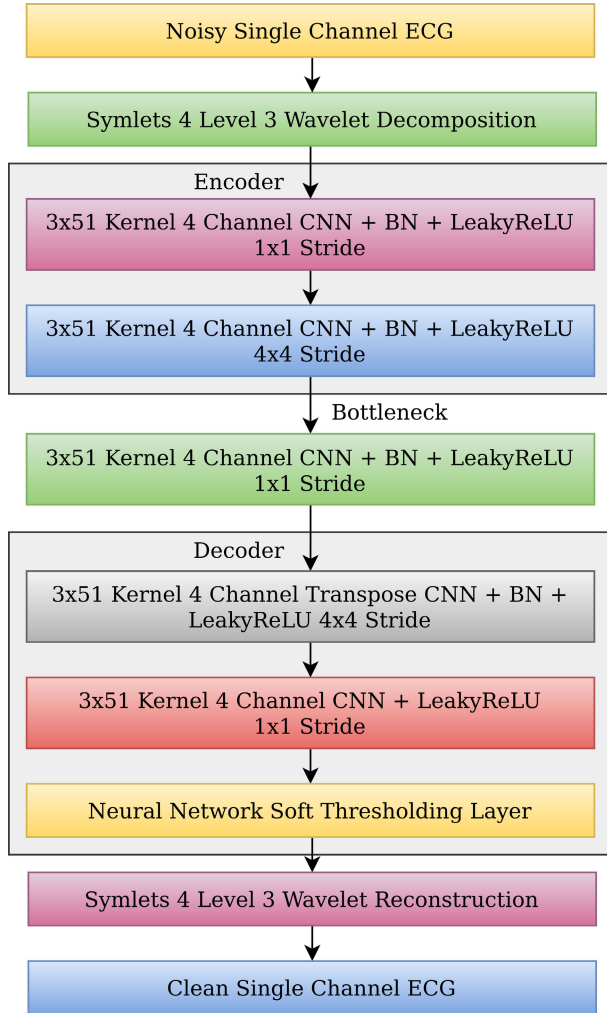 Noisy Single Channel ECG
Symlets 4 Level 3 Wavelet Decomposition
Encoder
3x51 Kernel 4 Channel CNN + BN + LeakyReLU
1x1 Stride
3x51 Kernel 4 Channel CNN + BN + LeakyReLU
4x4 Stride
Bottleneck
3x51 Kernel 4 Channel CNN + BN + LeakyReLU
1x1 Stride
Decoder
3x51 Kernel 4 Channel Transpose CNN + BN +
LeakyReLU 4x4 Stride
3x51 Kernel 4 Channel CNN + LeakyReLU
1x1 Stride
Neural Network Soft Thresholding Layer
Symlets 4 Level 3 Wavelet Reconstruction
Clean Single Channel ECG